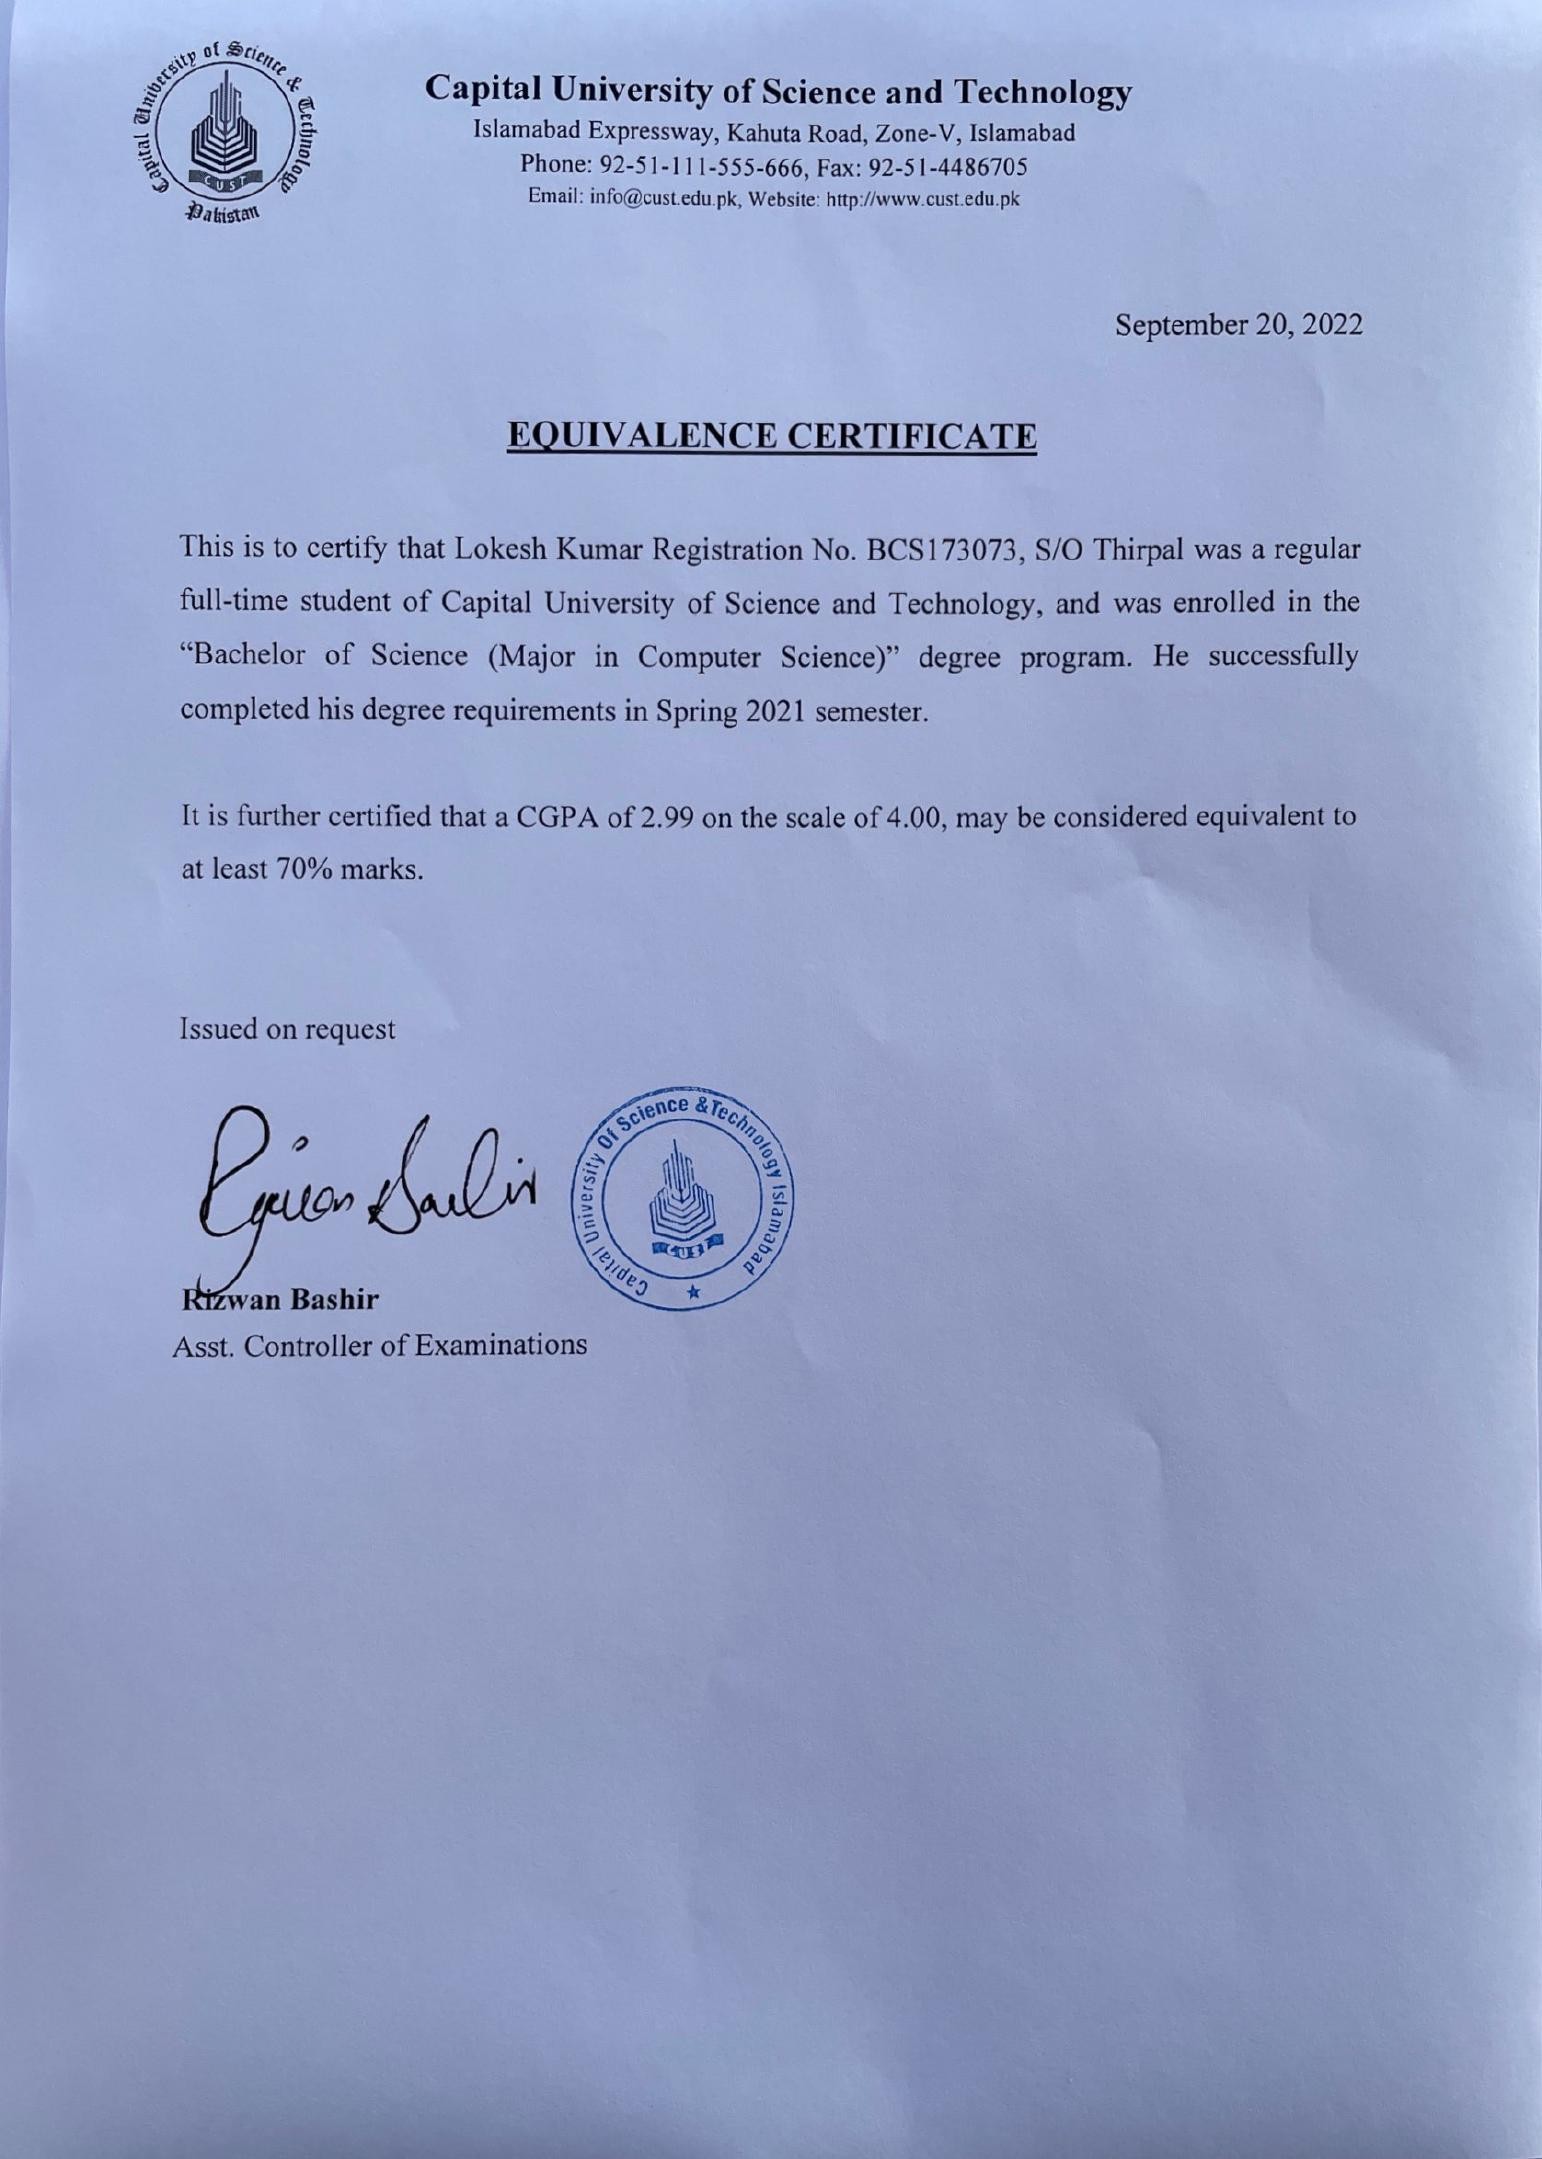 Capital University of Science & Technology
CUST
Pakistan
Capital University of Science and Technology
Islamabad Expressway, Kahuta Road, Zone-V, Islamabad
Phone: 92-51-111-555-666, Fax: 92-51-4486705
Email: info@cust.edu.pk, Website: http://www.cust.edu.pk
September 20, 2022
EQUIVALENCE CERTIFICATE
This is to certify that Lokesh Kumar Registration No. BCS173073, S/O Thirpal was a regular
full-time student of Capital University of Science and Technology, and was enrolled in the
“Bachelor of Science (Major in Computer Science)” degree program. He successfully
completed his degree requirements in Spring 2021 semester.
It is further certified that a CGPA of 2.99 on the scale of 4.00, may be considered equivalent to
at least 70% marks.
Issued on request
Capital University Of Science &Technology Islamabad
Rizwan Bashir
Asst. Controller of Examinations